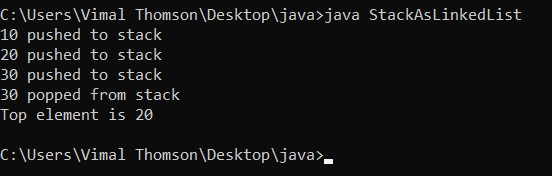 C:\Users\Vimal Thomson\Desktop\java>java StackAsLinkedList
10 pushed to stack
20 pushed to stack
30 pushed to stack
30 popped from stack
Top element is 20
C:\Users\Vimal Thomson\Desktop\java>